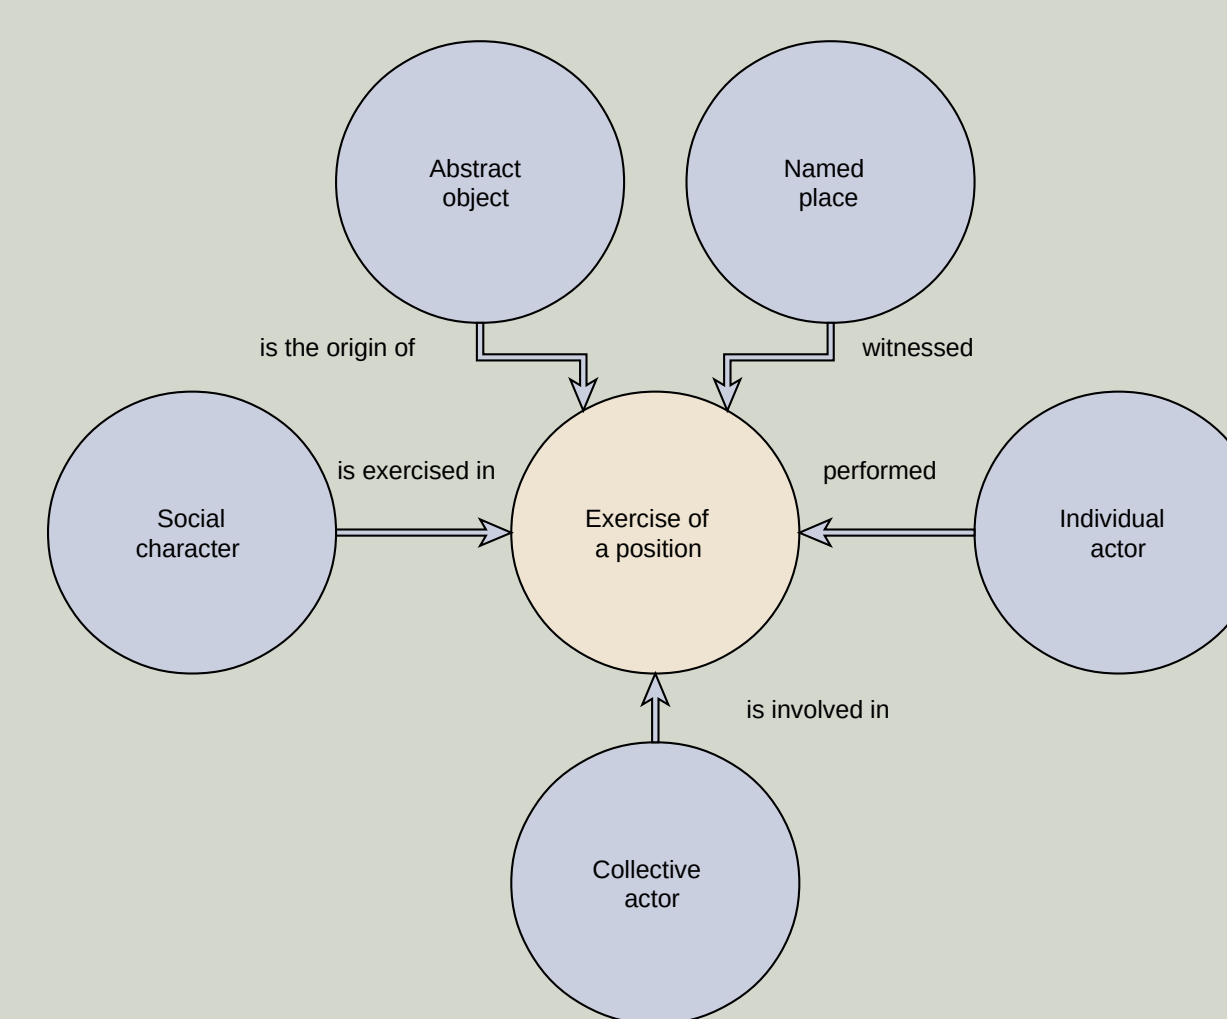 Abstract
object
Named
place
is the origin of
witnessed
is exercised in
performed
Social
character
Exercise of
a position
Individual
actor
is involved in
Collective
actor